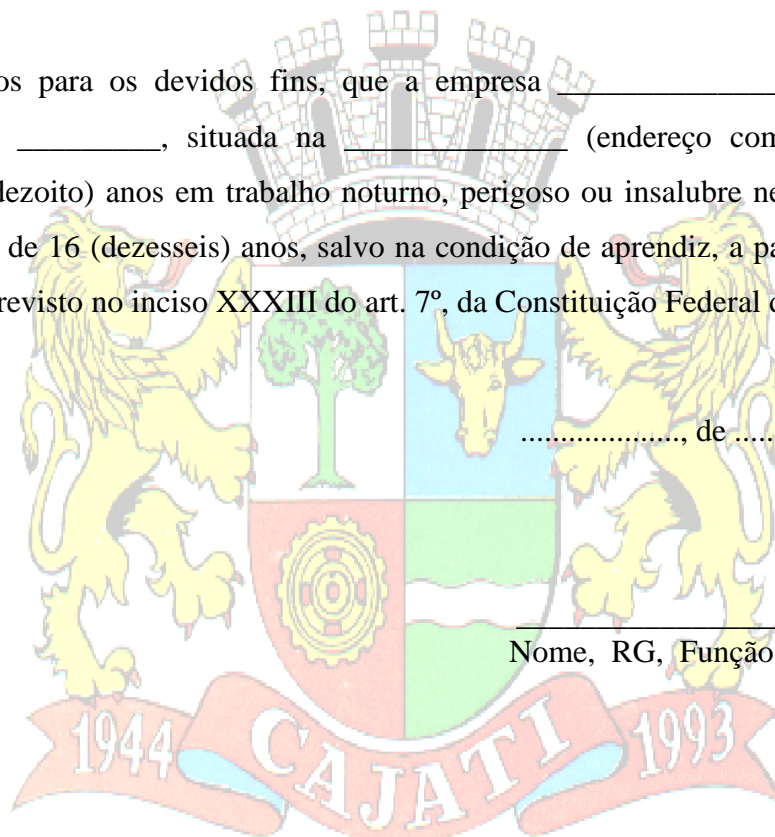 os para os devidos fins, que a empresa ______________
_________, situada na ______________ (endereço com
dezoito) anos em trabalho noturno, perigoso ou insalubre ne
de 16 (dezesseis) anos, salvo na condição de aprendiz, a pa
revisto no inciso XXXIII do art. 7º, da Constituição Federal d
...................., de .....
________________
Nome, RG, Função
1944 CAJATI 1993